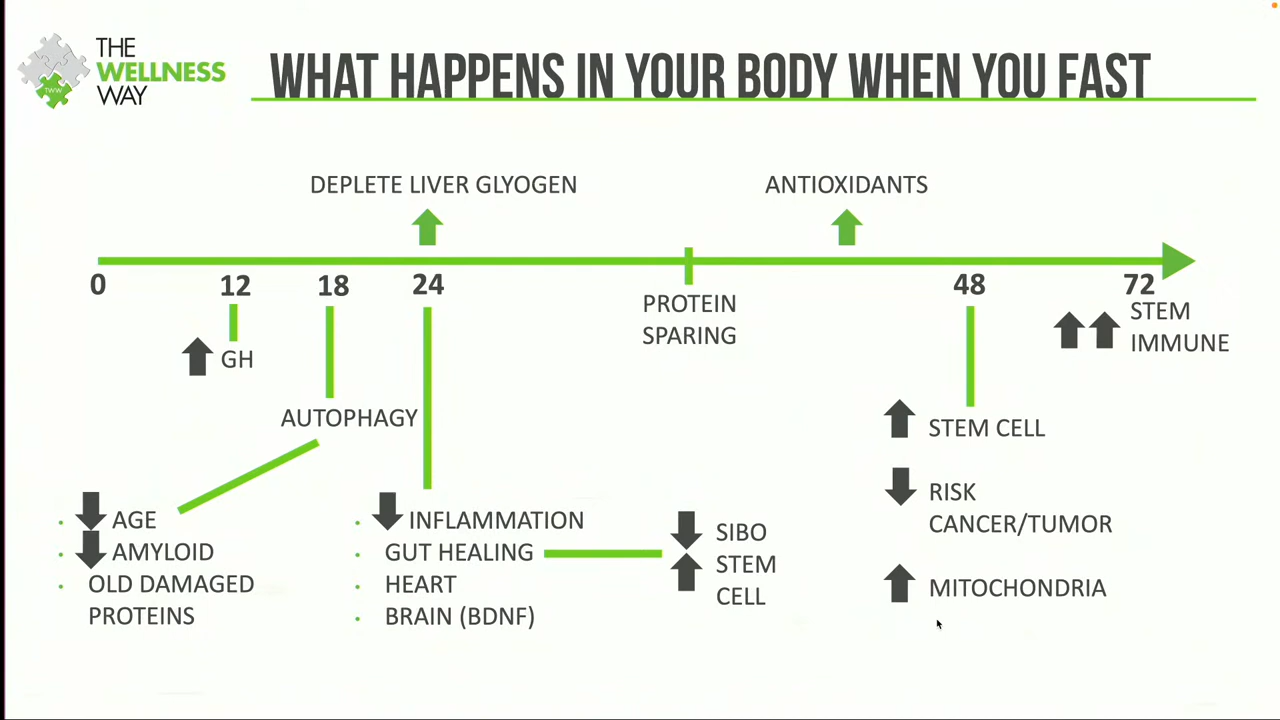 THE
WELLNESS
WAY
TWW
WHAT HAPPENS IN YOUR BODY WHEN YOU FAST
DEPLETE LIVER GLYOGEN
ANTIOXIDANTS
0
12
18
24
48
72
PROTEIN
SPARING
STEM
IMMUNE
GH
AUTOPHAGY
STEM CELL
RISK
CANCER/TUMOR
MITOCHONDRIA
AGE
AMYLOID
OLD DAMAGED
PROTEINS
INFLAMMATION
GUT HEALING
HEART
BRAIN (BDNF)
SIBO
STEM
CELL